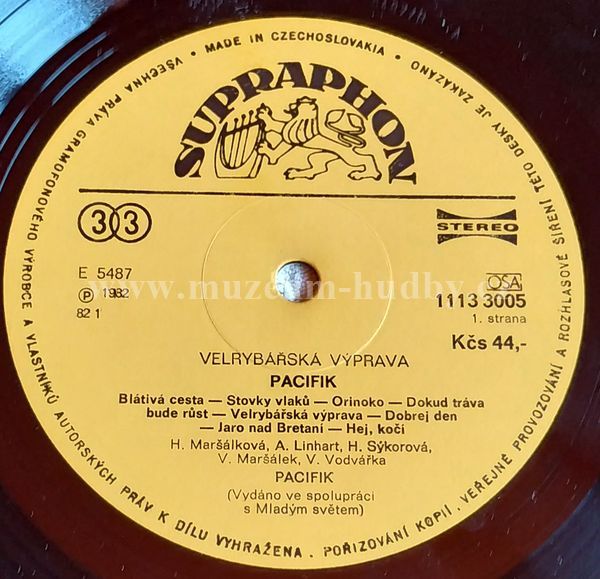 VŠECHNA PRÁVA GRAMOFONOVÉHO VÝROBCE A VLASTNÍKŮ AUTORSKÝCH PRÁV K DÍLU VYHRAŽENA. POŘIZOVÁNÍ KOPIÍ, VEŘEJNÉ PROVOZOVÁNÍ A ROZHLASOVÉ ŠÍŘENÍ TÉTO DESKY JE ZAKÁZÁNO
• MADE IN CZECHOSLOVAKIA •
SUPRAPHON
33
STEREO
E 5487
Ⓟ 1982
82 1
OSA
1113 3005
1. strana
Kčs 44,-
www.muzeum-hudby.c
VELRYBÁŘSKÁ VÝPRAVA
PACIFIK
Blátivá cesta — Stovky vlaků — Orinoko — Dokud tráva
bude růst — Velrybářská výprava — Dobrej den
— Jaro nad Bretaní — Hej, kočí
H. Maršálková, A. Linhart, H. Sýkorová,
V. Maršálek, V. Vodvářka
PACIFIK
(Vydáno ve spolupráci
s Mladým světem)